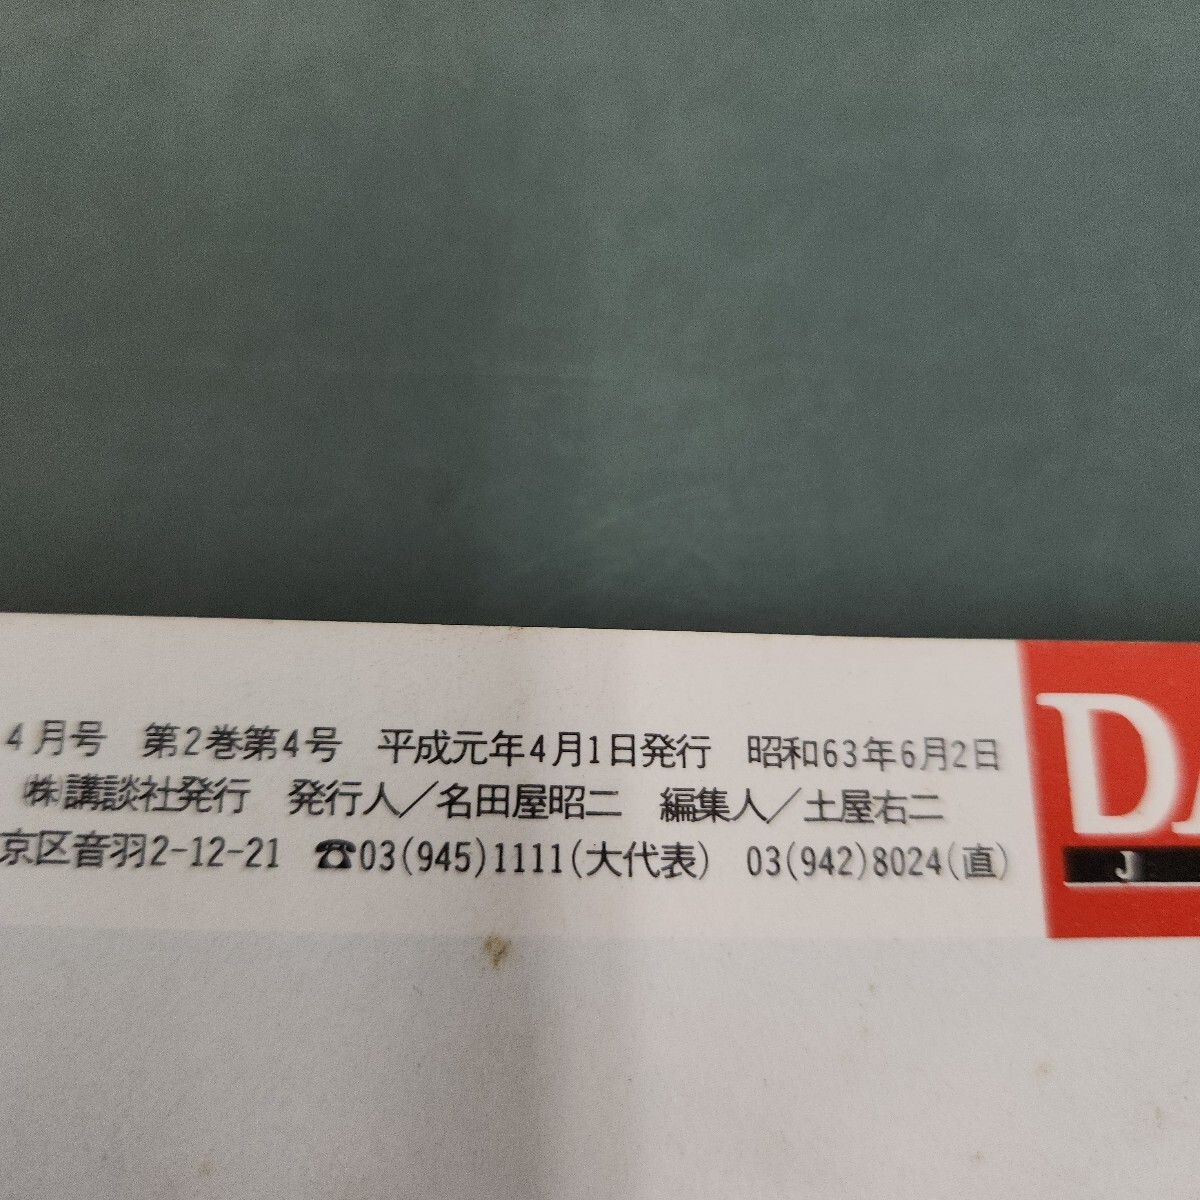 4月号 第2巻第4号 平成元年4月1日発行 昭和63年6月2日
㈱講談社発行 発行人／名田屋昭二 編集人／土屋右二
京区音羽2-12-21 ☎03(945)1111(大代表) 03(942)8024(直)
DA
J